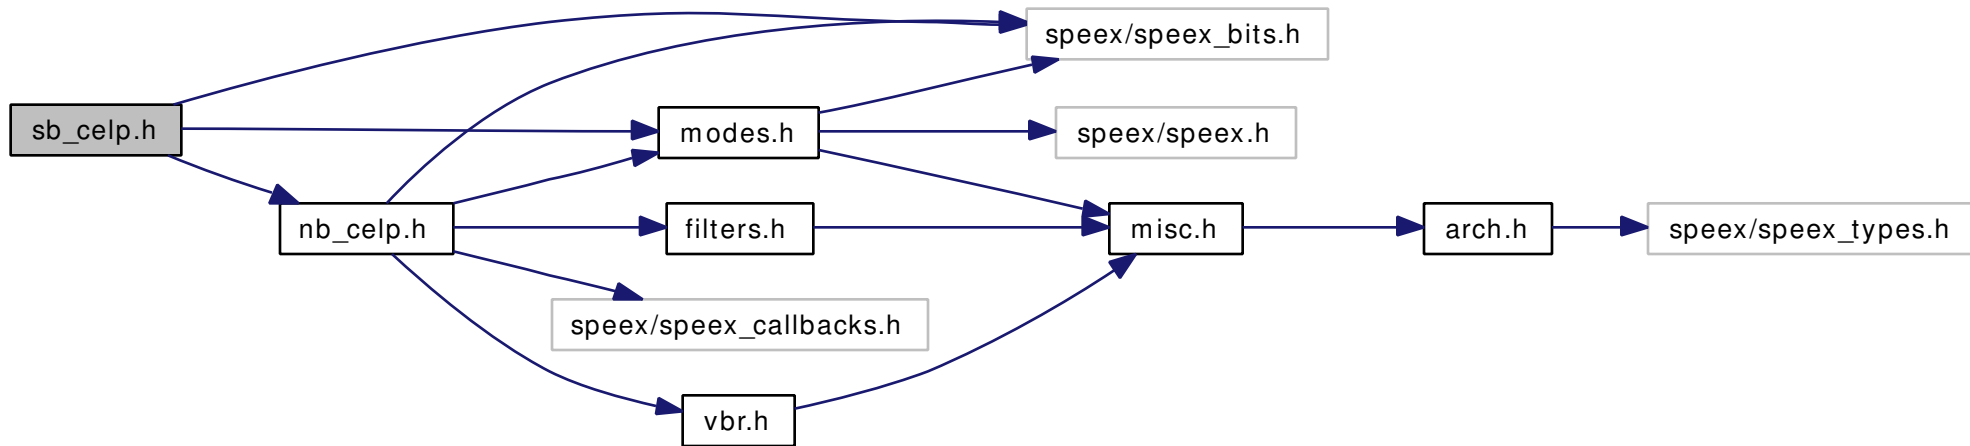 speex/speex_bits.h
sb_celp.h
modes.h
speex/speex.h
nb_celp.h
filters.h
misc.h
arch.h
speex/speex_types.h
speex/speex_callbacks.h
vbr.h